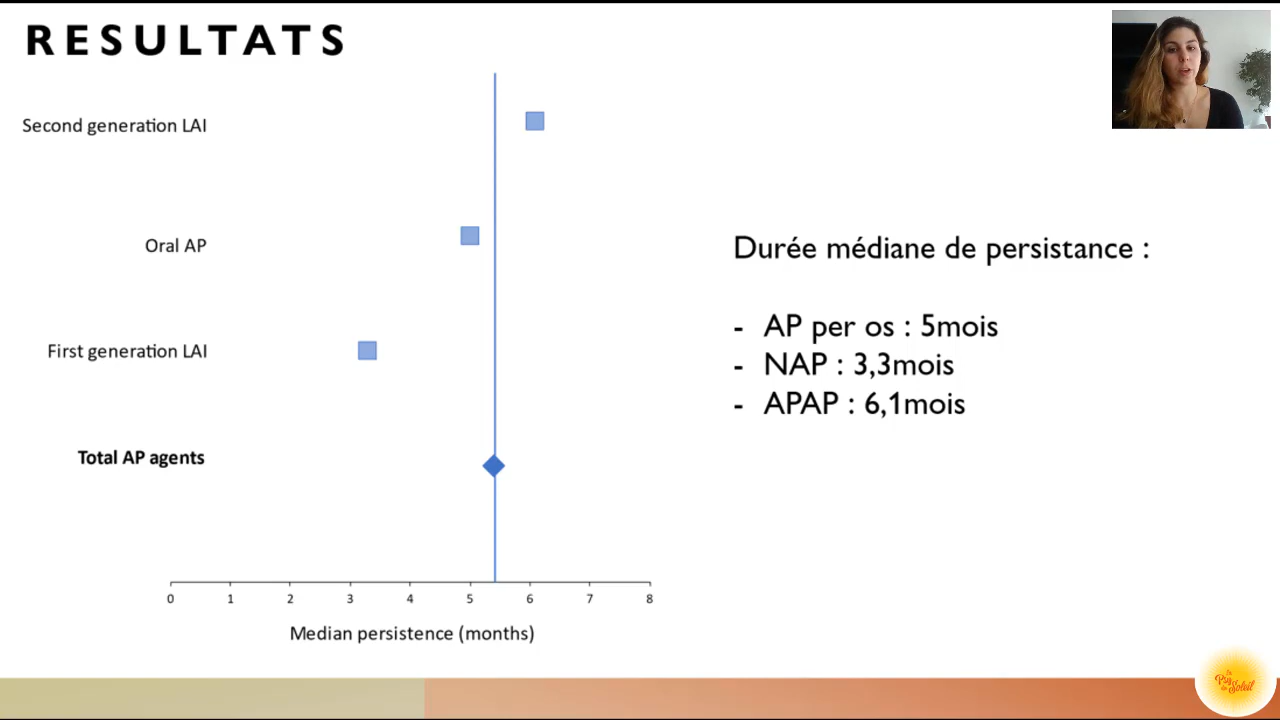 RESULTATS
Second generation LAI
Oral AP
First generation LAI
Total AP agents
0 1 2 3 4 5 6 7 8
Median persistence (months)
Durée médiane de persistance :
- AP per os : 5mois
- NAP : 3,3mois
- APAP : 6,1mois